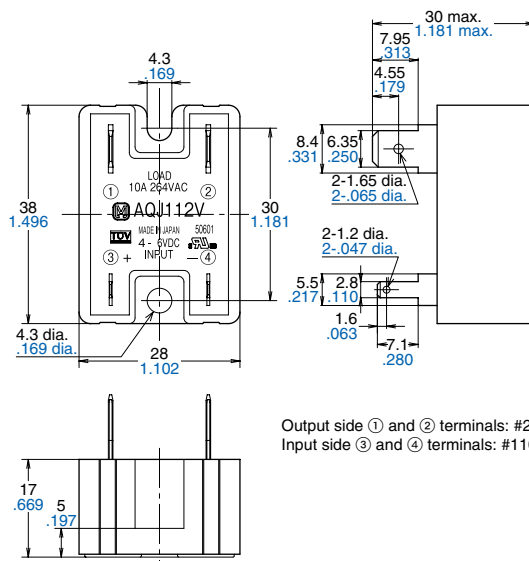 4.3
.169
38
1.496
LOAD
10A 264VAC
① ②
AQJ112V
TÜV MADE IN JAPAN 50601
4 - 6VDC
③ + INPUT — ④
30
1.181
4.3 dia.
.169 dia.
28
1.102
30 max.
1.181 max.
7.95
.313
4.55
.179
8.4
.331
6.35
.250
2-1.65 dia.
2-.065 dia.
2-1.2 dia.
2-.047 dia.
5.5
.217
2.8
.110
1.6
.063
7.1
.280
Output side ① and ② terminals: #2
Input side ③ and ④ terminals: #11
17
.669
5
.197